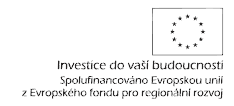 Investice do vaší budoucnosti
Spolufinancováno Evropskou unií
z Evropského fondu pro regionální rozvoj